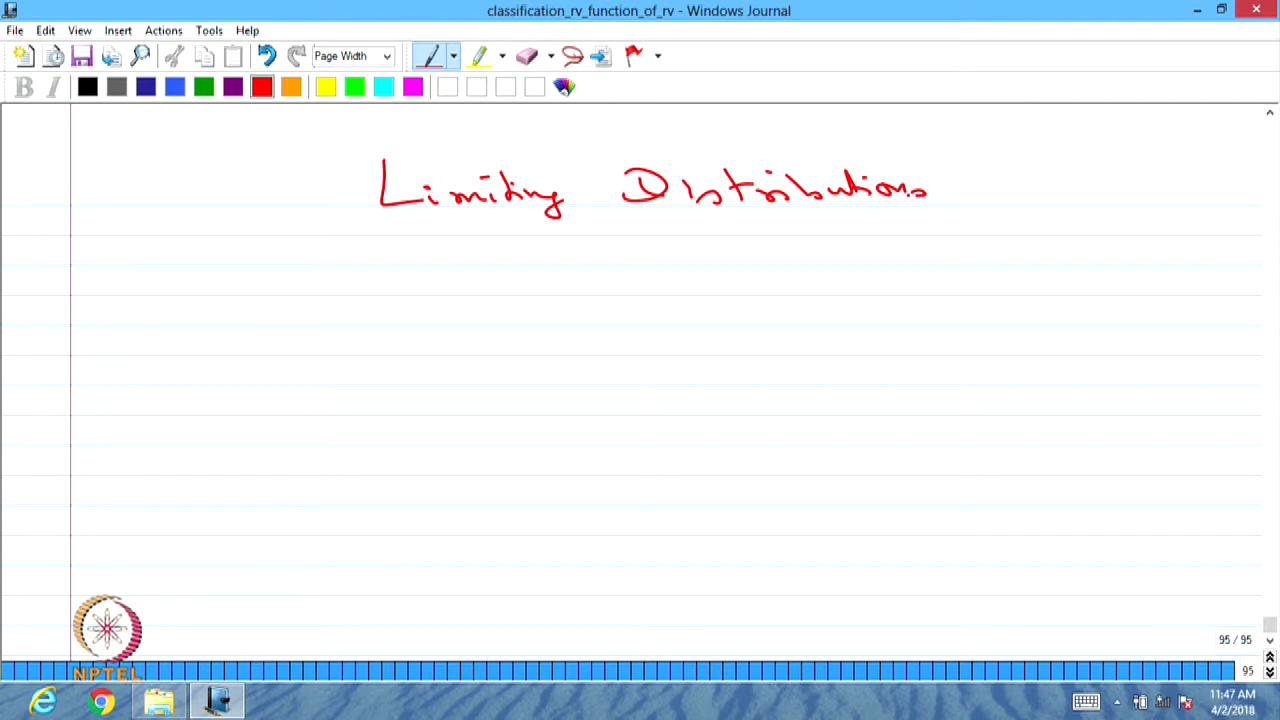 classification_rv_function_of_rv - Windows Journal
File Edit View Insert Actions Tools Help
Page Width
B I
Limiting Distributions
95 / 95
NPTEL
95
11:47 AM
4/2/2018